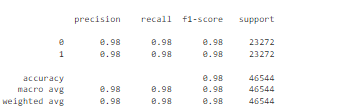 precision recall f1-score support
0 0.98 0.98 0.98 23272
1 0.98 0.98 0.98 23272
accuracy 0.98 46544
macro avg 0.98 0.98 0.98 46544
weighted avg 0.98 0.98 0.98 46544